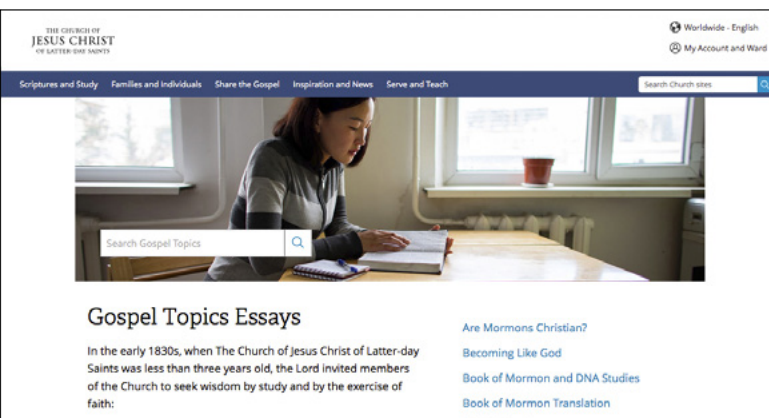 THE CHURCH OF
JESUS CHRIST
OF LATTER-DAY SAINTS
Worldwide - English
My Account and Ward
Scriptures and Study Families and Individuals Share the Gospel Inspiration and News Serve and Teach
Search Church sites
Search Gospel Topics
Gospel Topics Essays
In the early 1830s, when The Church of Jesus Christ of Latter-day
Saints was less than three years old, the Lord invited members
of the Church to seek wisdom by study and by the exercise of
faith:
Are Mormons Christian?
Becoming Like God
Book of Mormon and DNA Studies
Book of Mormon Translation